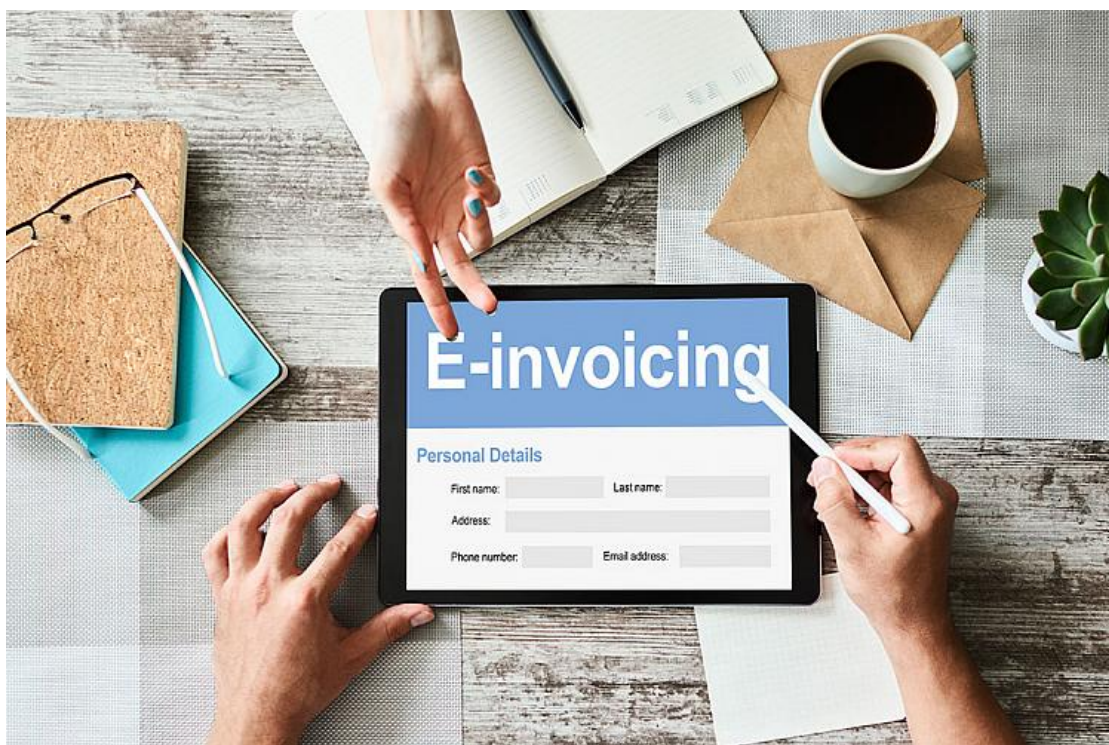 E-invoicing
Personal Details
First name: Last name:
Address:
Phone number: Email address: